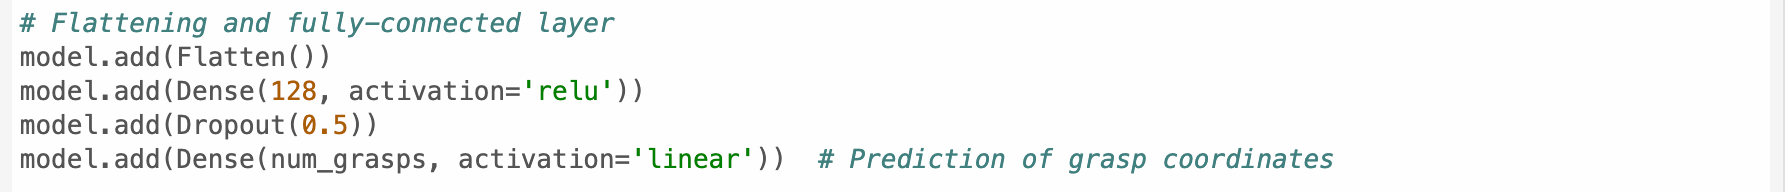 # Flattening and fully-connected layer
model.add(Flatten())
model.add(Dense(128, activation='relu'))
model.add(Dropout(0.5))
model.add(Dense(num_grasps, activation='linear'))  # Prediction of grasp coordinates